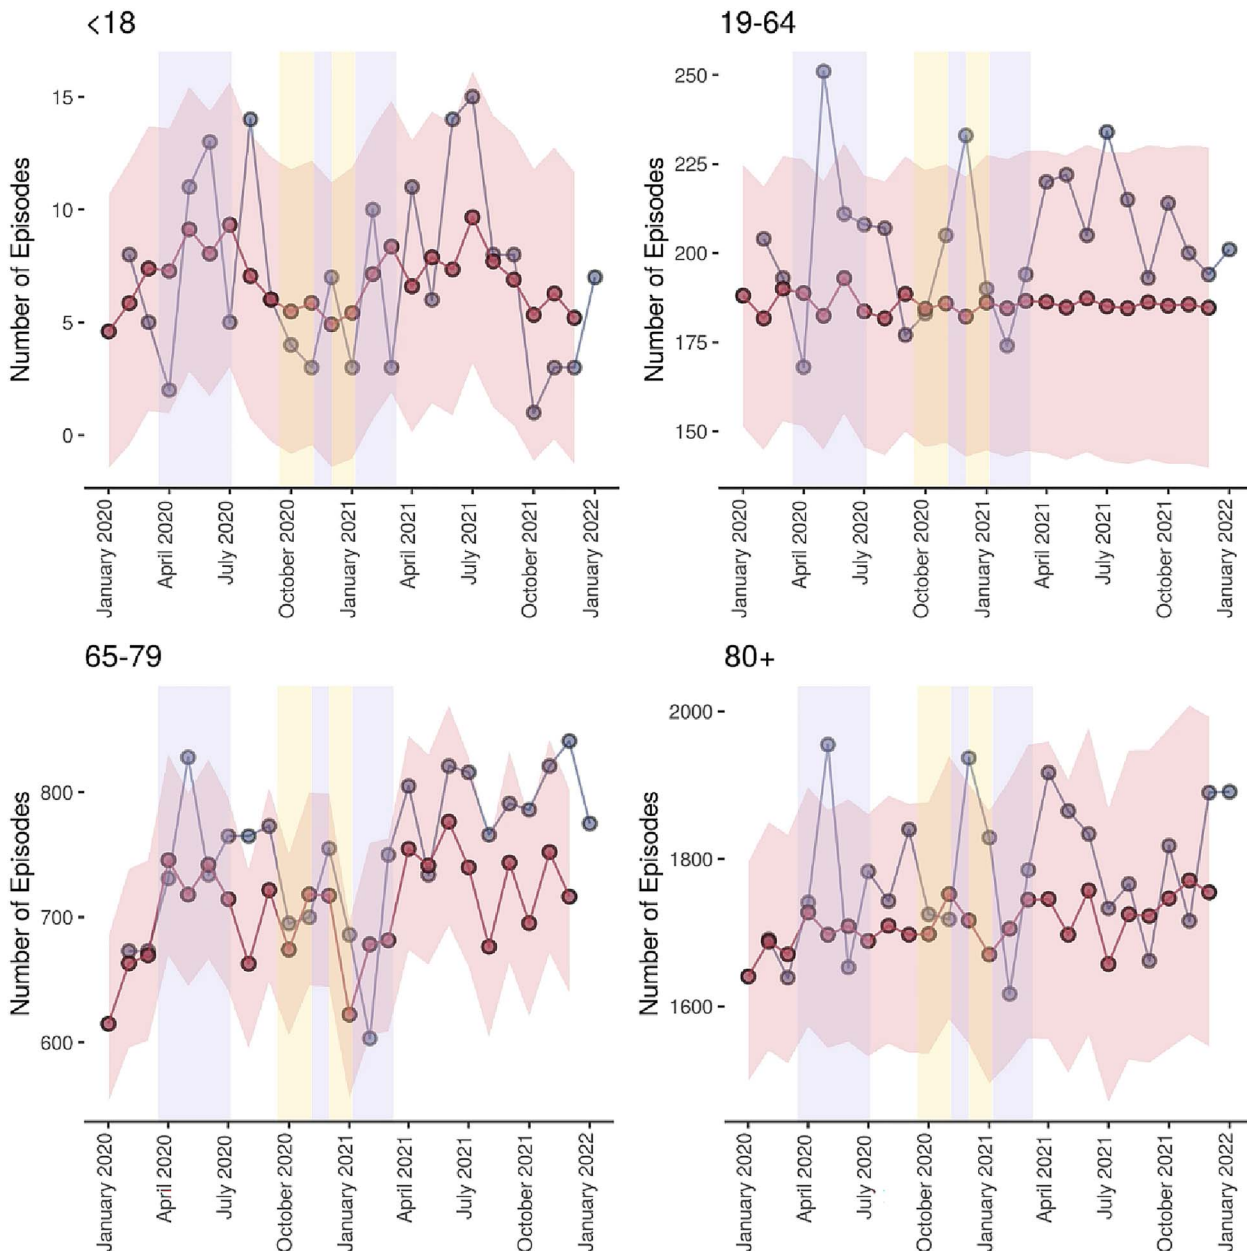 <18
19-64
Number of Episodes
15
10
5
0
January 2020
April 2020
July 2020
October 2020
January 2021
April 2021
July 2021
October 2021
January 2022
Number of Episodes
250
225
200
175
150
January 2020
April 2020
July 2020
October 2020
January 2021
April 2021
July 2021
October 2021
January 2022
65-79
80+
Number of Episodes
800
700
600
January 2020
April 2020
July 2020
October 2020
January 2021
April 2021
July 2021
October 2021
January 2022
Number of Episodes
2000
1800
1600
January 2020
April 2020
July 2020
October 2020
January 2021
April 2021
July 2021
October 2021
January 2022